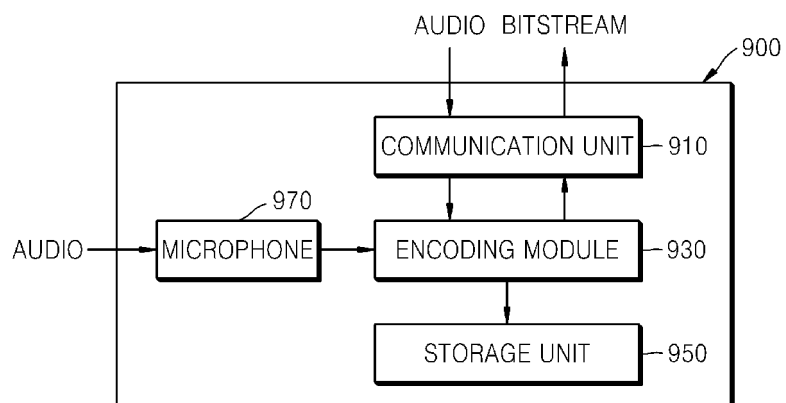 AUDIO BITSTREAM
900
COMMUNICATION UNIT
910
970
AUDIO
MICROPHONE
ENCODING MODULE
930
STORAGE UNIT
950